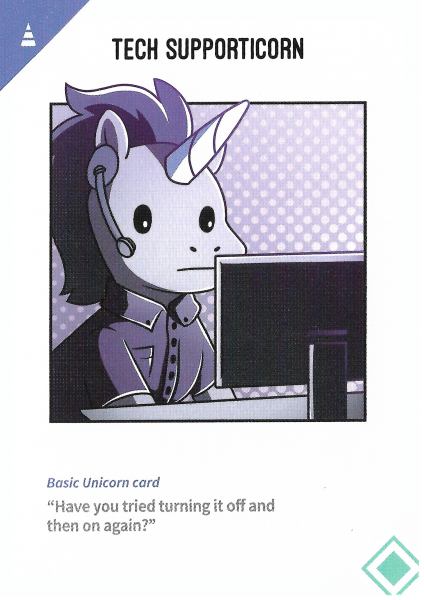 TECH SUPPORTICORN
Basic Unicorn card
“Have you tried turning it off and
then on again?”